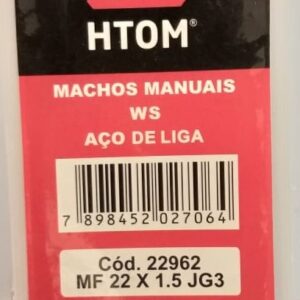 HTOM®
MACHOS MANUAIS
WS
AÇO DE LIGA
7 898452 027064
Cód. 22962
MF 22 X 1.5 JG3